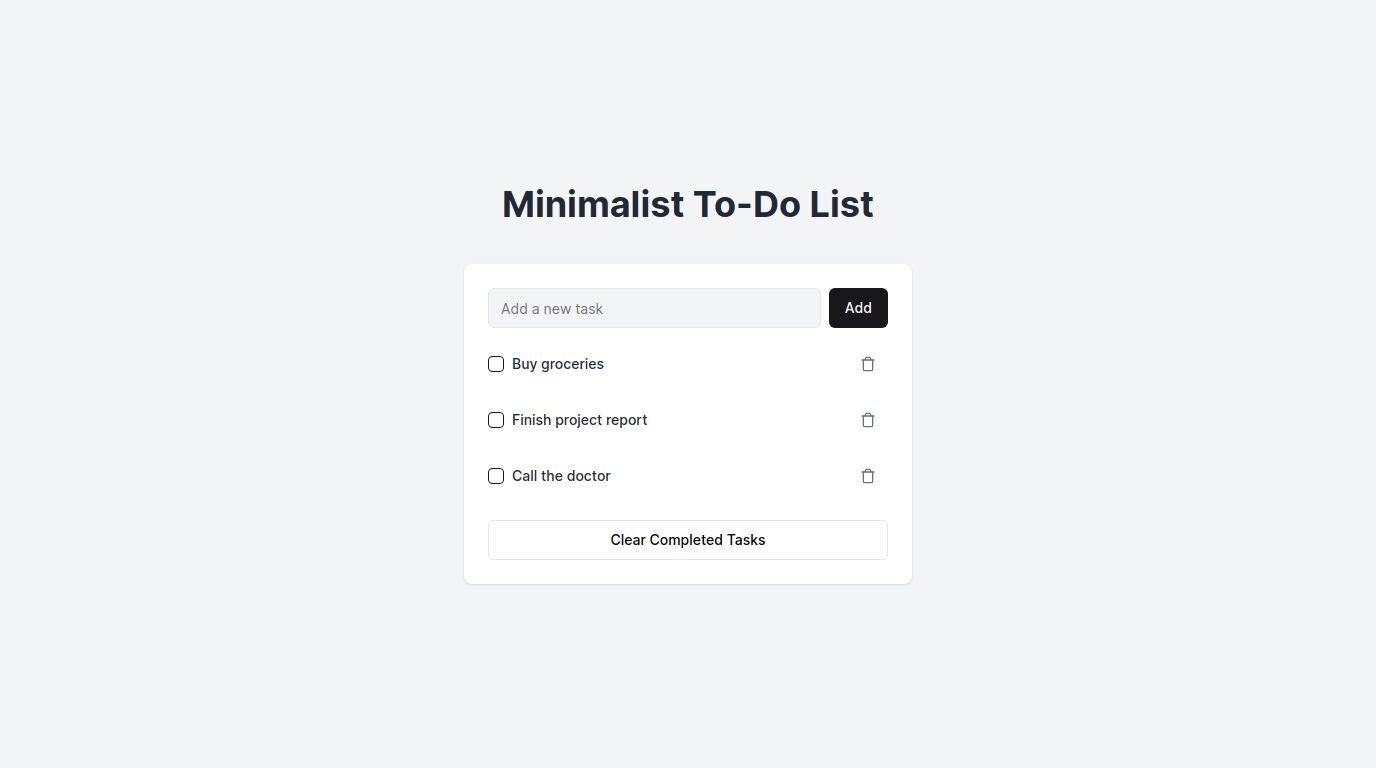 Minimalist To-Do List
Add a new task
Add
Buy groceries
Finish project report
Call the doctor
Clear Completed Tasks